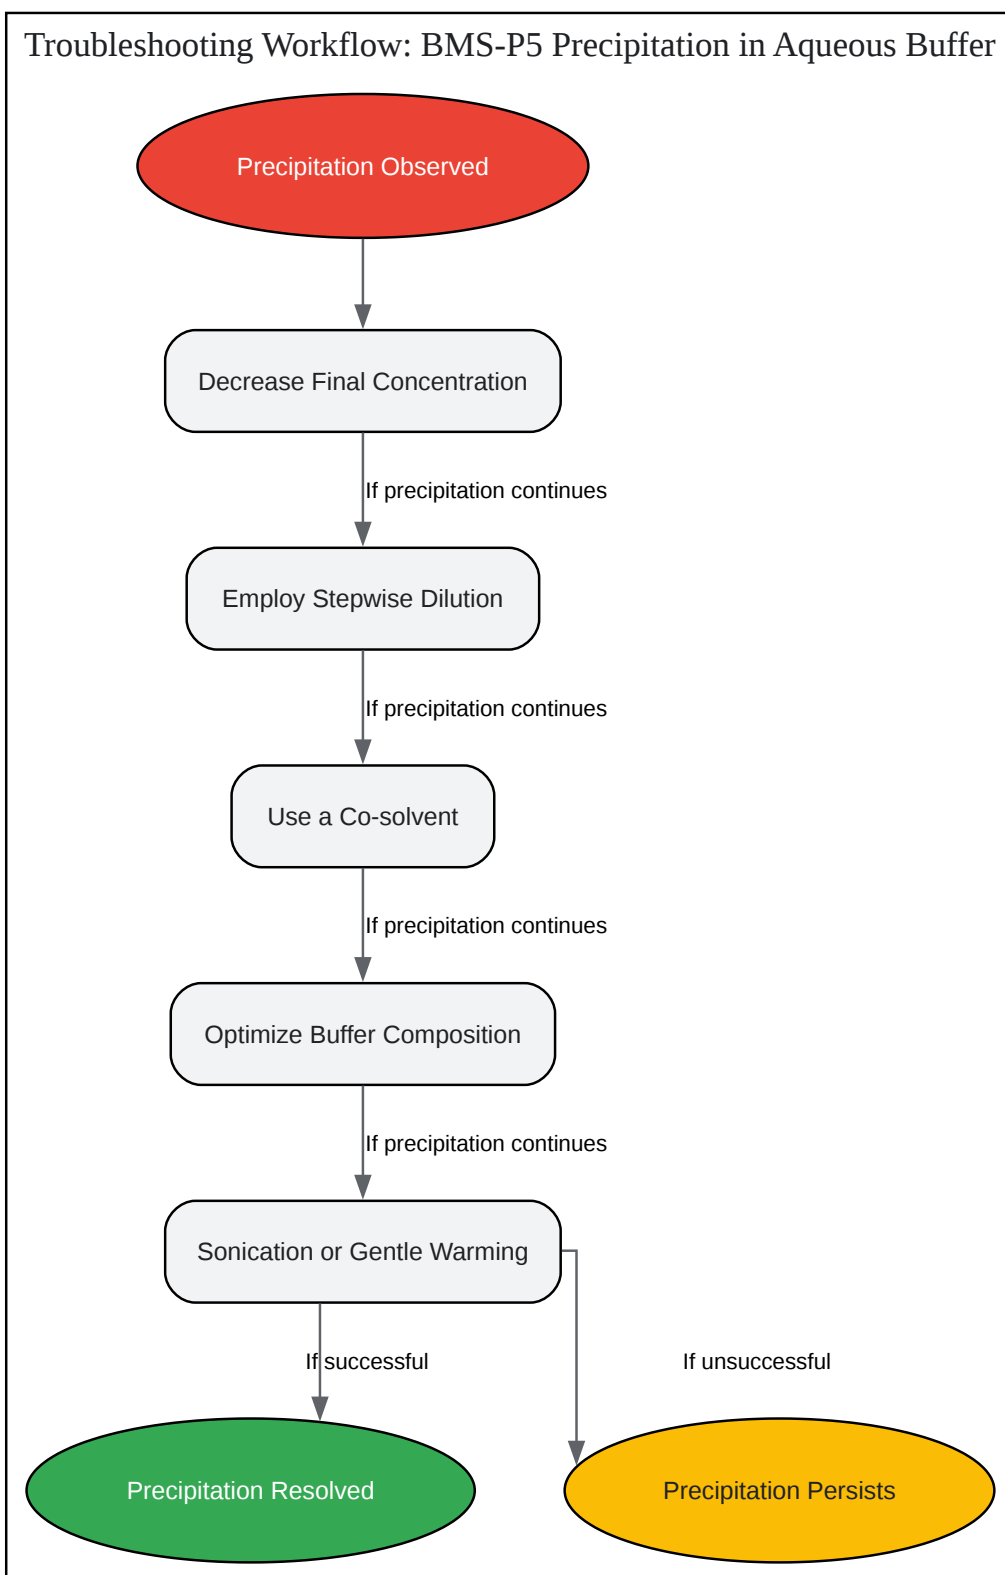 Troubleshooting Workflow: BMS-P5 Precipitation in Aqueous Buffer
Precipitation Observed
Decrease Final Concentration
If precipitation continues
Employ Stepwise Dilution
If precipitation continues
Use a Co-solvent
If precipitation continues
Optimize Buffer Composition
If precipitation continues
Sonication or Gentle Warming
If successful
If unsuccessful
Precipitation Resolved
Precipitation Persists